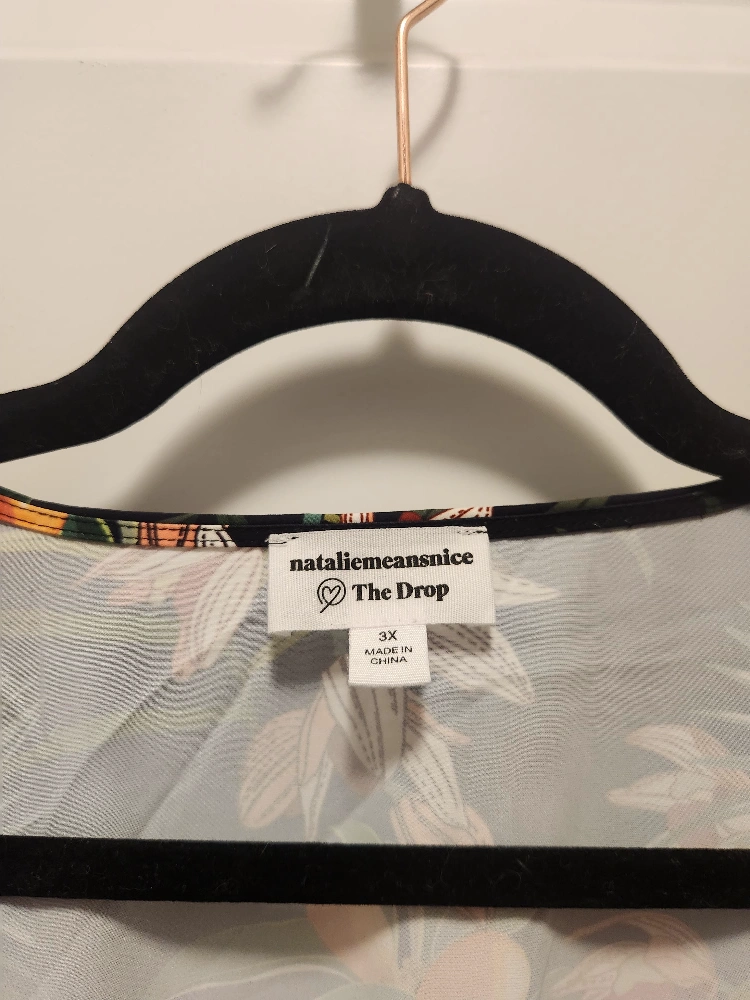 nataliemeansnice
The Drop
3X
MADE IN
CHINA